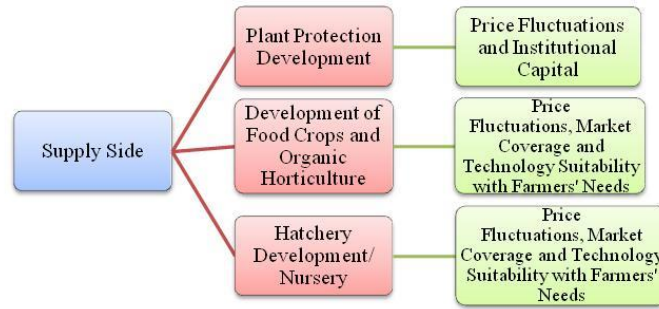 Supply Side
Plant Protection
Development
Price Fluctuations
and Institutional
Capital
Development of
Food Crops and
Organic
Horticulture
Price
Fluctuations, Market
Coverage and
Technology Suitability
with Farmers' Needs
Hatchery
Development/
Nursery
Price
Fluctuations, Market
Coverage and Technology
Suitability with Farmers'
Needs